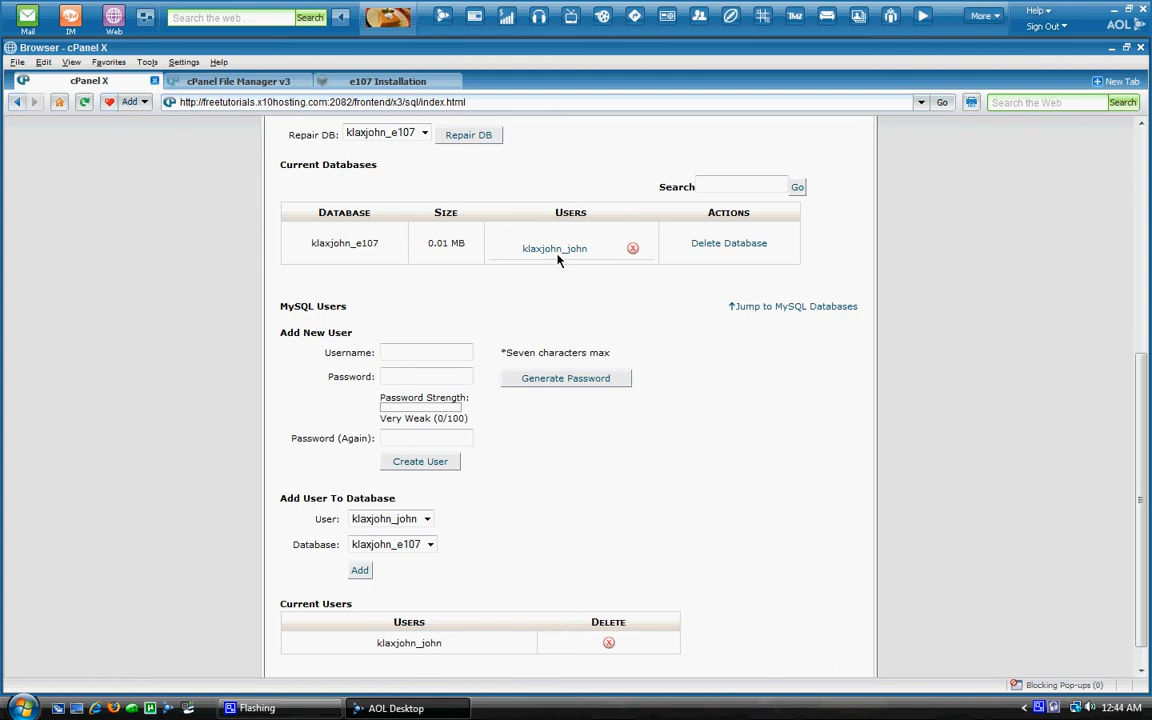 Search the web ...
Search
More
Help
Sign Out
AOL
Mail
IM
Web
TMZ
Browser - cPanel X
File Edit View Favorites Tools Settings Help
cPanel X
cPanel File Manager v3
e107 Installation
New Tab
Add
http://freetutorials.x10hosting.com:2082/frontend/x3/sql/index.html
Go
Search the Web
Search
Repair DB: klaxjohn_e107 Repair DB
Current Databases
Search Go
DATABASE SIZE USERS ACTIONS
klaxjohn_e107 0.01 MB klaxjohn_john Delete Database
MySQL Users Jump to MySQL Databases
Add New User
Username: *Seven characters max
Password: Generate Password
Password Strength:
Very Weak (0/100)
Password (Again):
Create User
Add User To Database
User: klaxjohn_john
Database: klaxjohn_e107
Add
Current Users
USERS DELETE
klaxjohn_john
Blocking Pop-ups (0)
Flashing AOL Desktop 12:44 AM